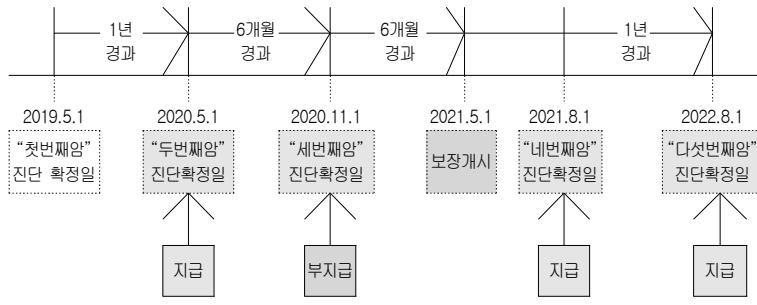 1년
경과
6개월
경과
6개월
경과
1년
경과
2019.5.1
2020.5.1
2020.11.1
2021.5.1
2021.8.1
2022.8.1
“첫번째암”
진단 확정일
“두번째암”
진단확정일
“세번째암”
진단확정일
보장개시
“네번째암”
진단확정일
“다섯번째암”
진단확정일
지급
부지급
지급
지급